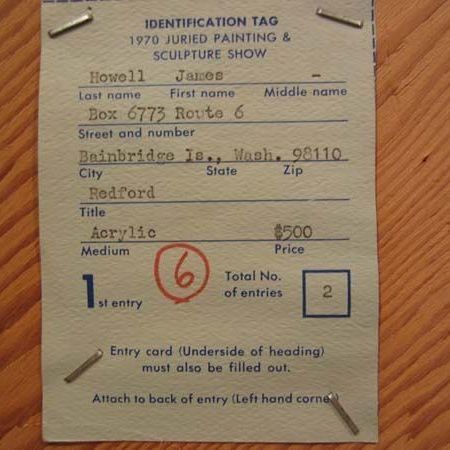 IDENTIFICATION TAG
1970 JURIED PAINTING &
SCULPTURE SHOW
Howell James -
Last name First name Middle name
Box 6773 Route 6
Street and number
Bainbridge Is., Wash. 98110
City State Zip
Redford
Title
Acrylic $500
Medium Price
1st entry 6 Total No. of entries 2
Entry card (Underside of heading)
must also be filled out.
Attach to back of entry (Left hand corner)